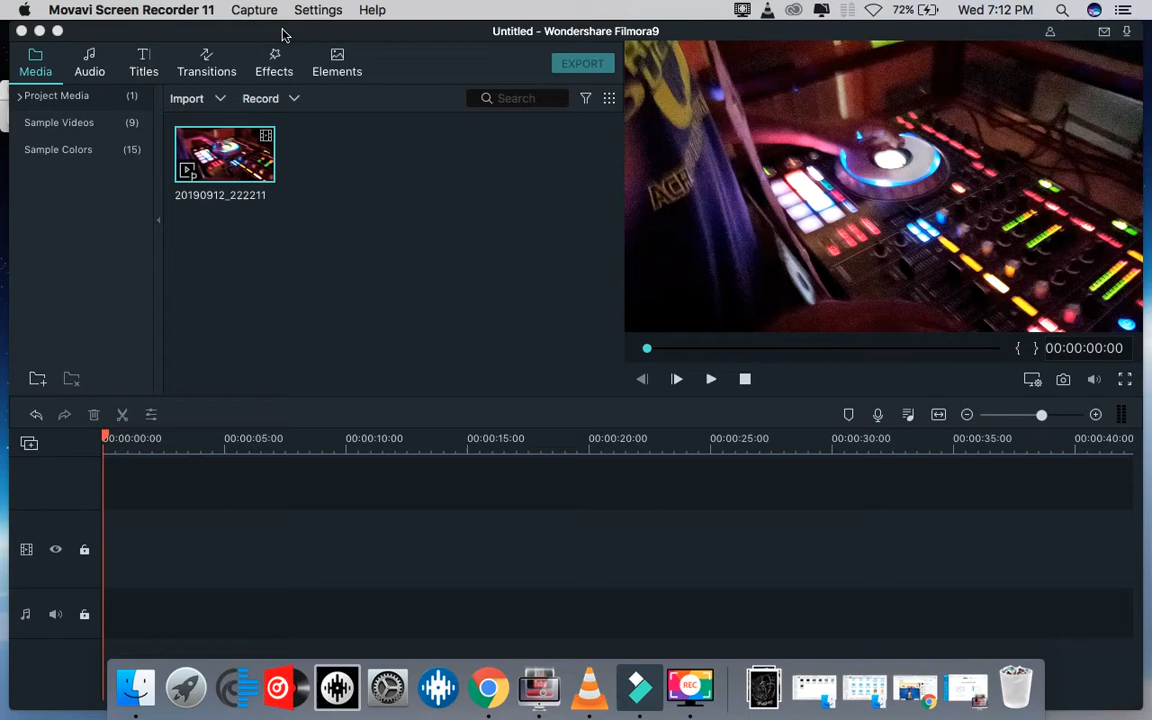 Movavi Screen Recorder 11 Capture Settings Help 72% Wed 7:12 PM
Untitled - Wondershare Filmora9
Media Audio Titles Transitions Effects Elements EXPORT
Project Media (1) Import Record Search
Sample Videos (9)
Sample Colors (15)
20190912_222211
ACH
{ } 00:00:00:00
00:00:00:00 00:00:05:00 00:00:10:00 00:00:15:00 00:00:20:00 00:00:25:00 00:00:30:00 00:00:35:00 00:00:40:00
REC